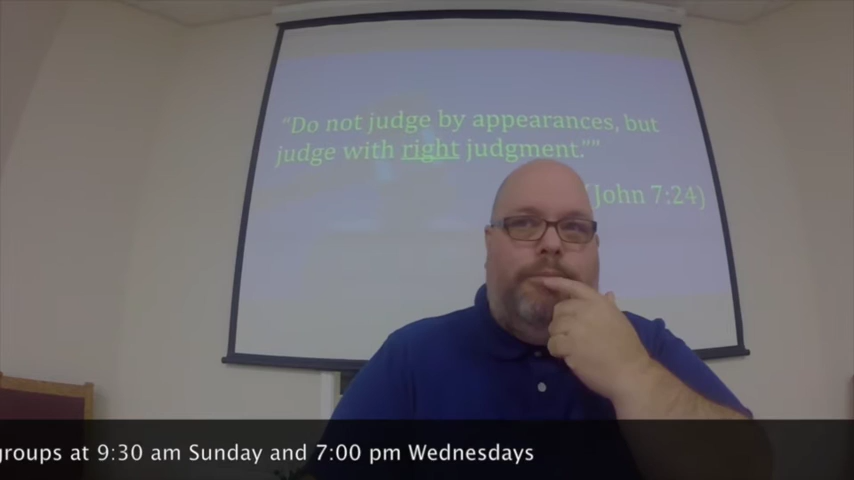 “Do not judge by appearances, but
judge with right judgment.””
(John 7:24)
groups at 9:30 am Sunday and 7:00 pm Wednesdays